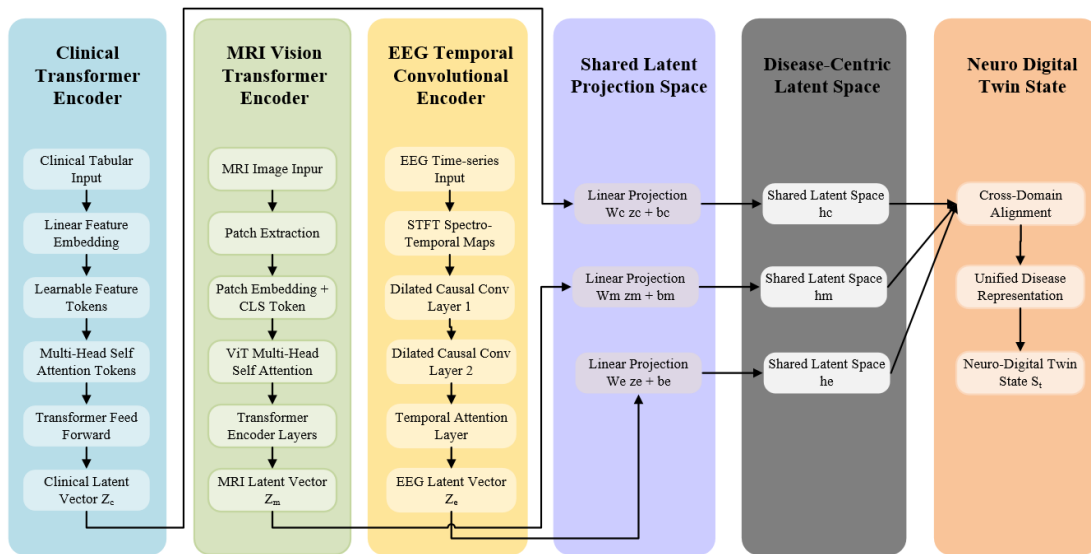 Clinical
Transformer
Encoder
Clinical Tabular
Input
Linear Feature
Embedding
Learnable Feature
Tokens
Multi-Head Self
Attention Tokens
Transformer Feed
Forward
Clinical Latent
Vector Zc
MRI Vision
Transformer
Encoder
MRI Image Inpur
Patch Extraction
Patch Embedding +
CLS Token
ViT Multi-Head
Self Attention
Transformer
Encoder Layers
MRI Latent Vector
Zm
EEG Temporal
Convolutional
Encoder
EEG Time-series
Input
STFT Spectro-
Temporal Maps
Dilated Causal Conv
Layer 1
Dilated Causal Conv
Layer 2
Temporal Attention
Layer
EEG Latent Vector
Ze
Shared Latent
Projection Space
Linear Projection
Wc zc + bc
Linear Projection
Wm zm + bm
Linear Projection
We ze + be
Disease-Centric
Latent Space
Shared Latent Space
hc
Shared Latent Space
hm
Shared Latent Space
he
Neuro Digital
Twin State
Cross-Domain
Alignment
Unified Disease
Representation
Neuro-Digital Twin
State St